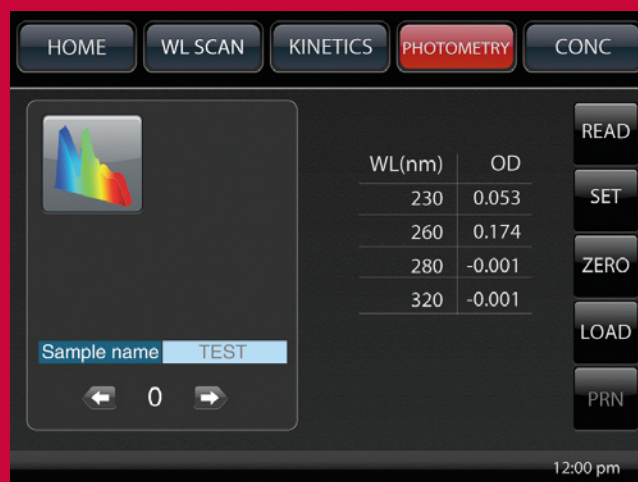 HOME WL SCAN KINETICS PHOTOMETRY CONC
WL(nm) OD
230 0.053
260 0.174
280 -0.001
320 -0.001
Sample name TEST
0
READ
SET
ZERO
LOAD
PRN
12:00 pm